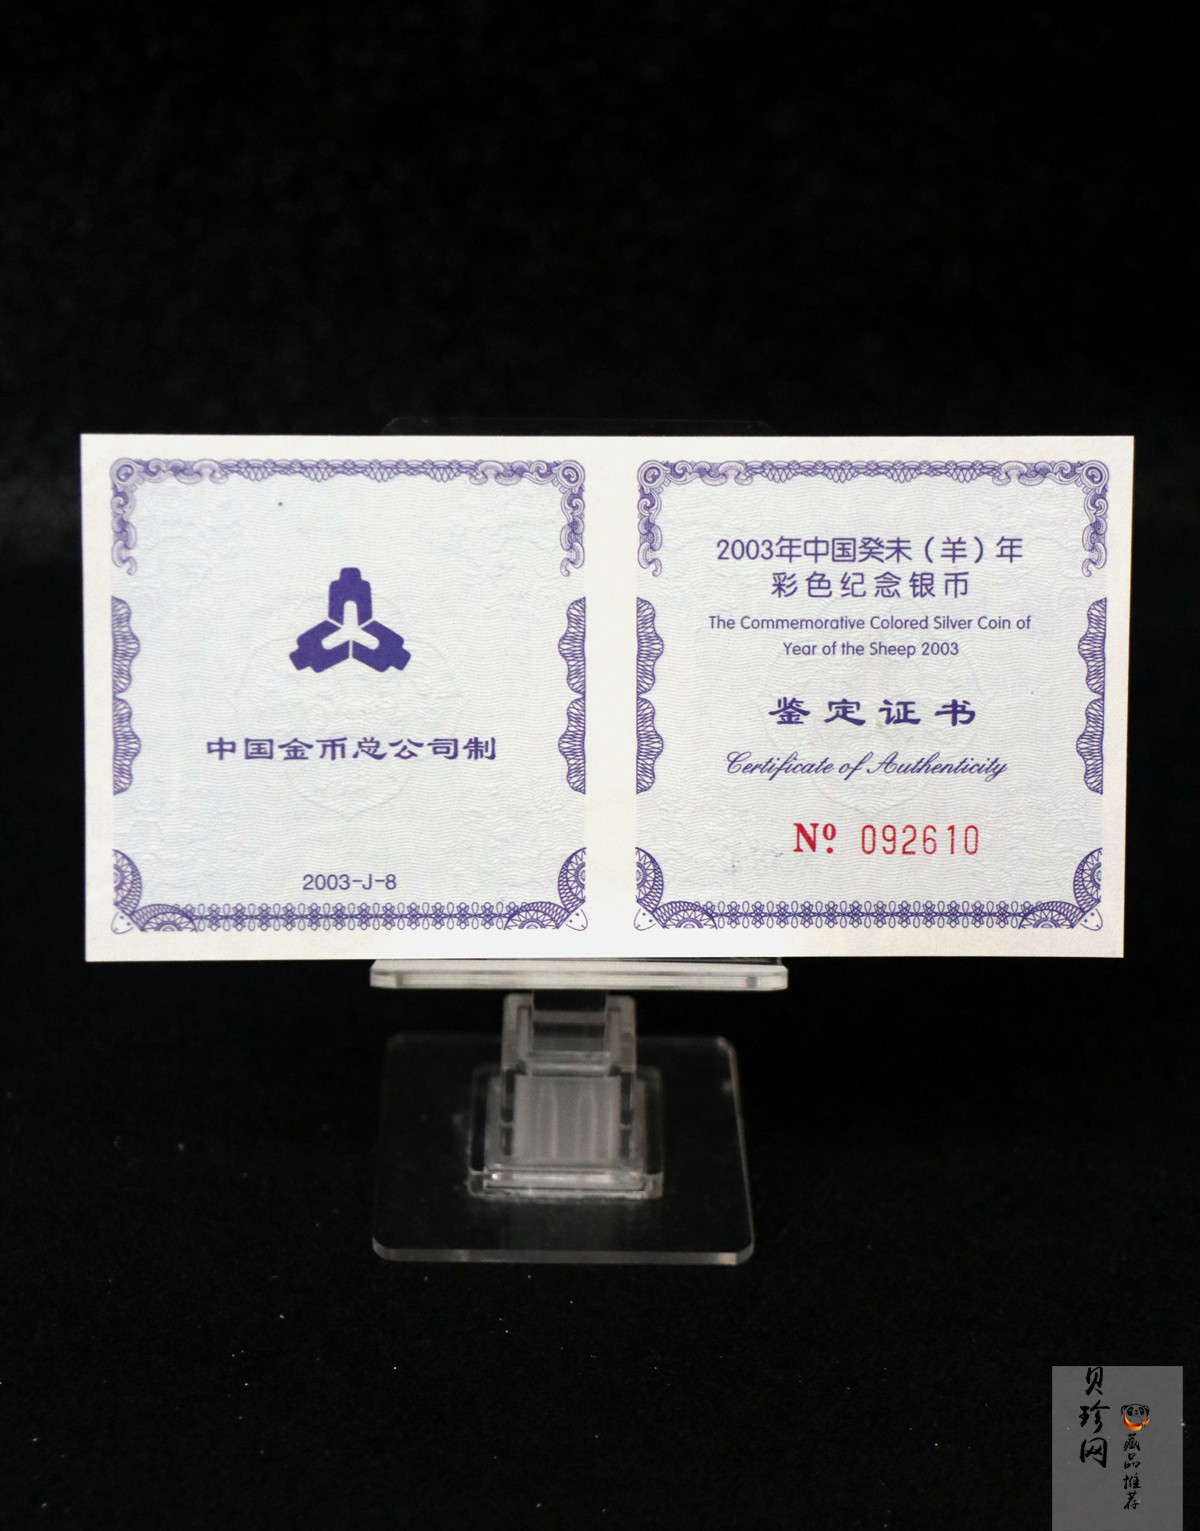 中国金币总公司制
2003-J-8
2003年中国癸未（羊）年
彩色纪念银币
The Commemorative Colored Silver Coin of
Year of the Sheep 2003
鉴定证书
Certificate of Authenticity
Nº 092610
贝珍网
藏品推荐